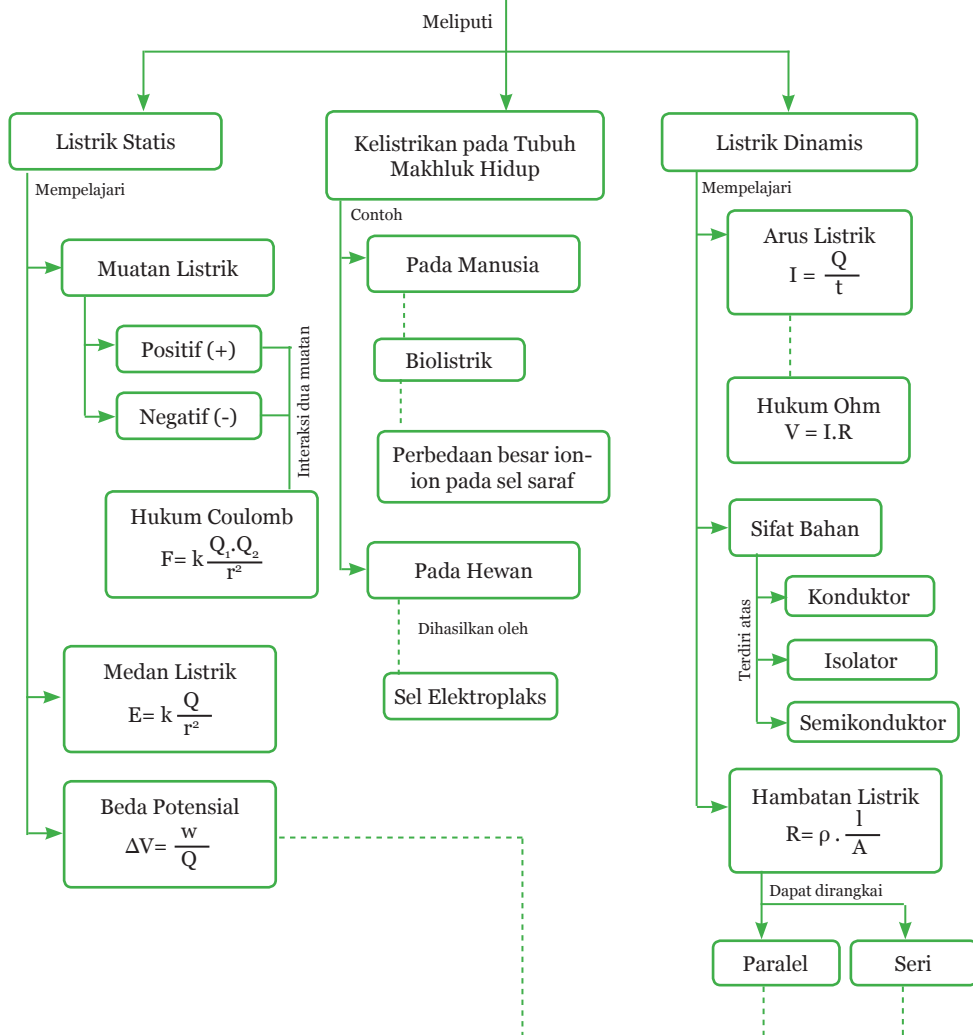 Meliputi
Listrik Statis
Mempelajari
Muatan Listrik
Positif (+)
Negatif (-)
Interaksi dua muatan
Hukum Coulomb
F= k Q₁.Q₂ / r²
Medan Listrik
E= k Q / r²
Beda Potensial
ΔV= w / Q
Kelistrikan pada Tubuh
Makhluk Hidup
Contoh
Pada Manusia
Biolistrik
Perbedaan besar ion-
ion pada sel saraf
Pada Hewan
Dihasilkan oleh
Sel Elektroplaks
Listrik Dinamis
Mempelajari
Arus Listrik
I = Q / t
Hukum Ohm
V = I.R
Sifat Bahan
Terdiri atas
Konduktor
Isolator
Semikonduktor
Hambatan Listrik
R= ρ . l / A
Dapat dirangkai
Paralel
Seri